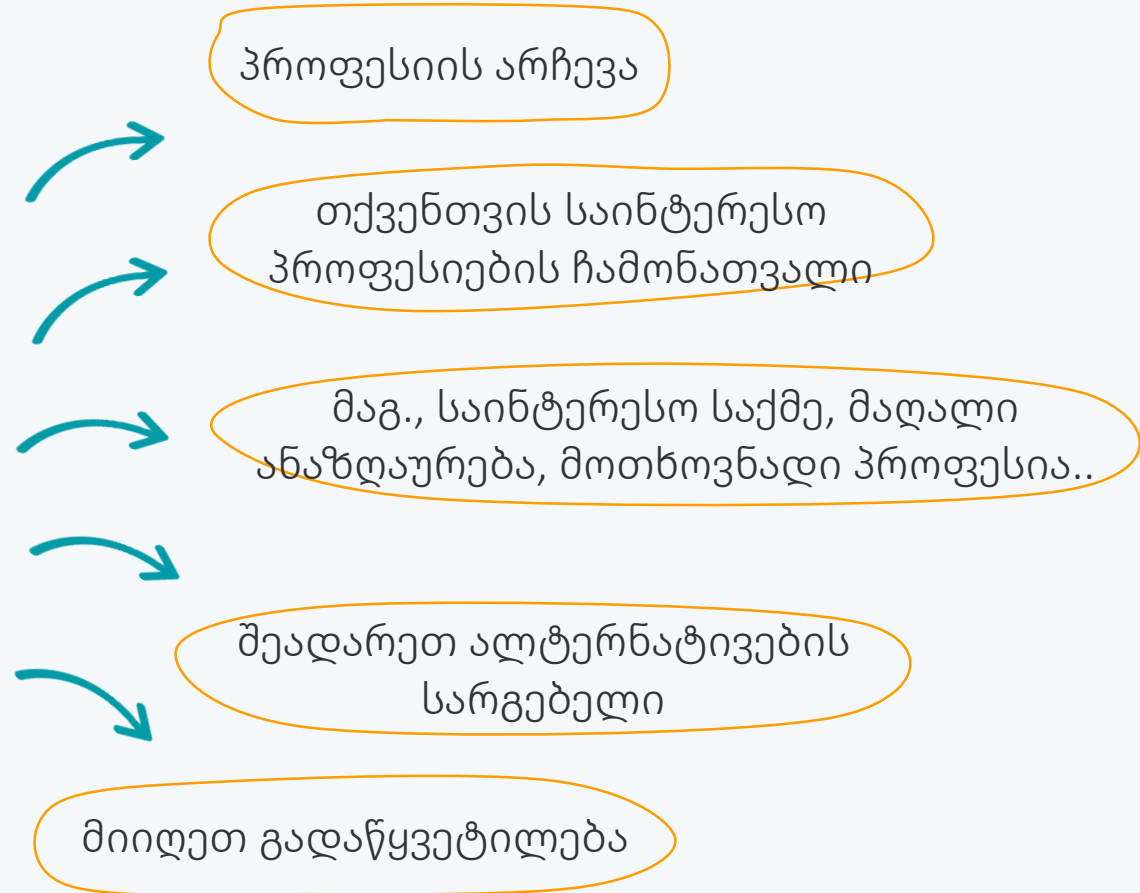 პროფესიის არჩევა
თქვენთვის საინტერესო
პროფესიების ჩამონათვალი
მაგ., საინტერესო საქმე, მაღალი
ანაზღაურება, მოთხოვნადი პროფესია..
შეადარეთ ალტერნატივების
სარგებელი
მიიღეთ გადაწყვეტილება